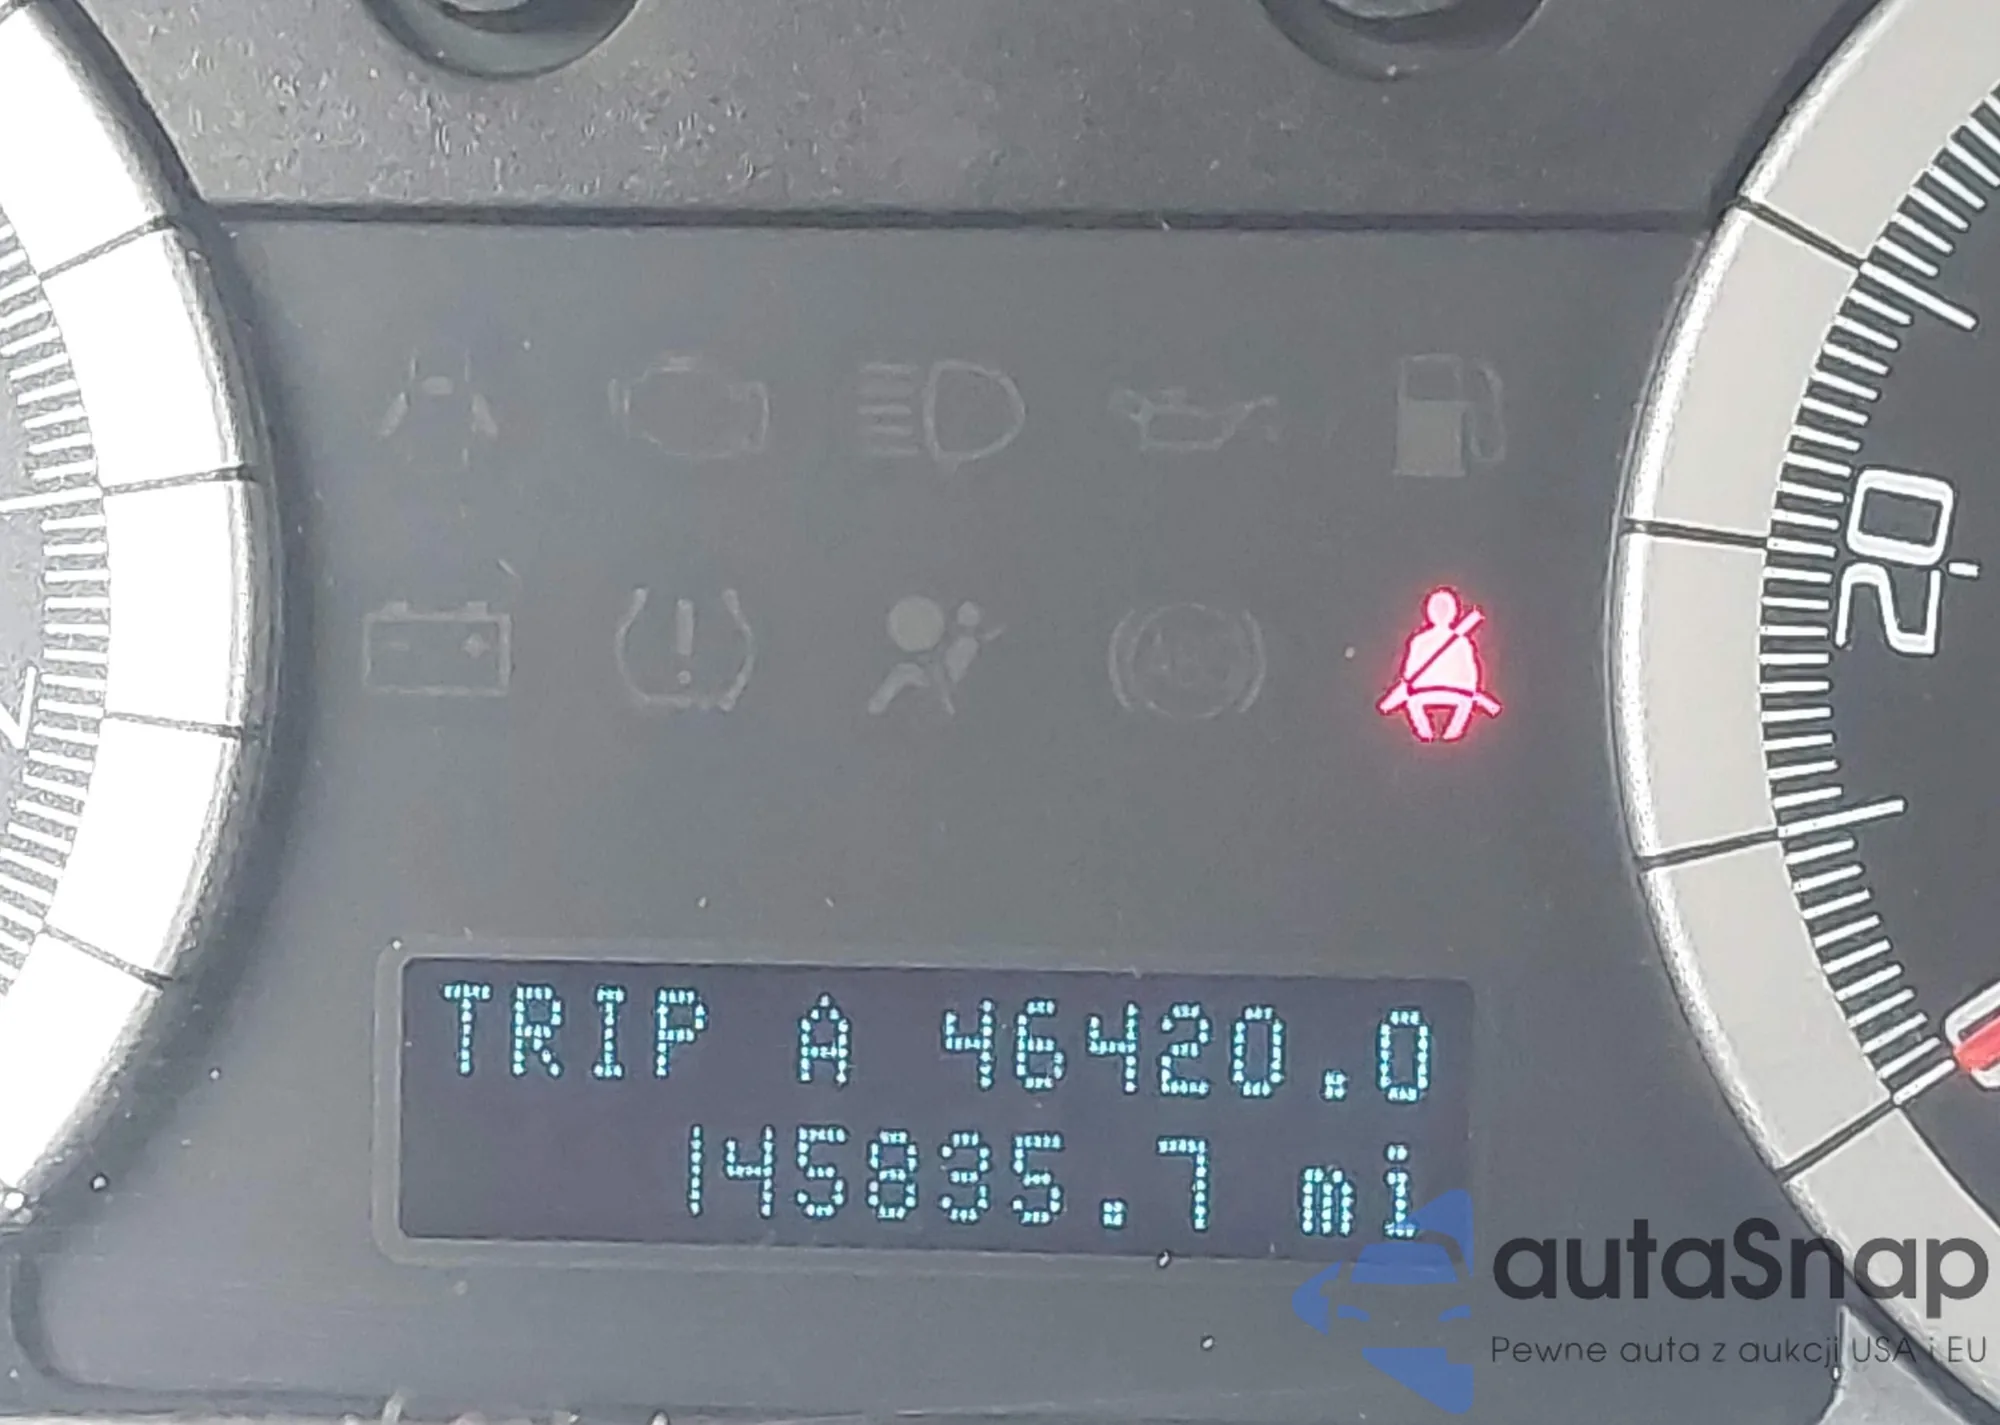 20
TRIP A 46420.0
145835.7 mi
autaSnap
Pewne auta z aukcji USA i EU